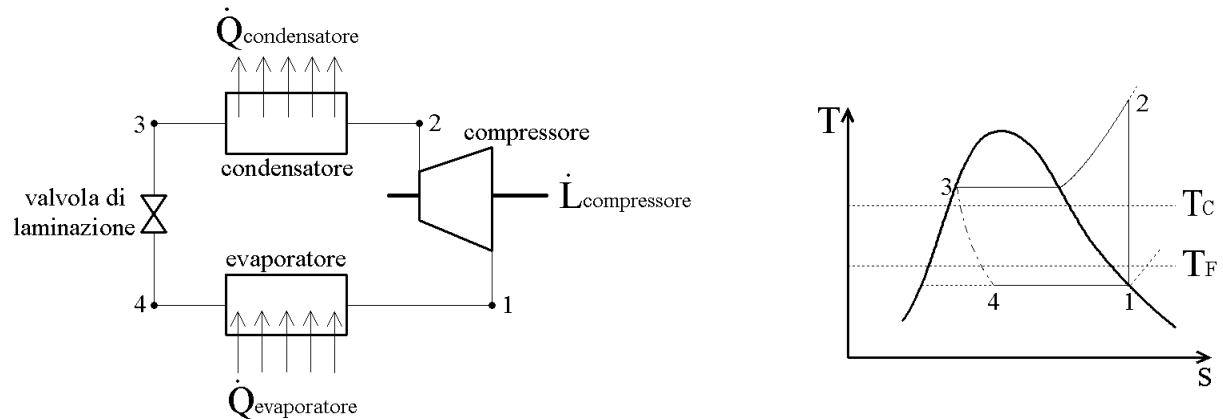 Q̇condensatore
3
2
compressore
condensatore
valvola di
laminazione
L̇compressore
evaporatore
4
1
Q̇evaporatore
T
2
3
TC
TF
4
1
s